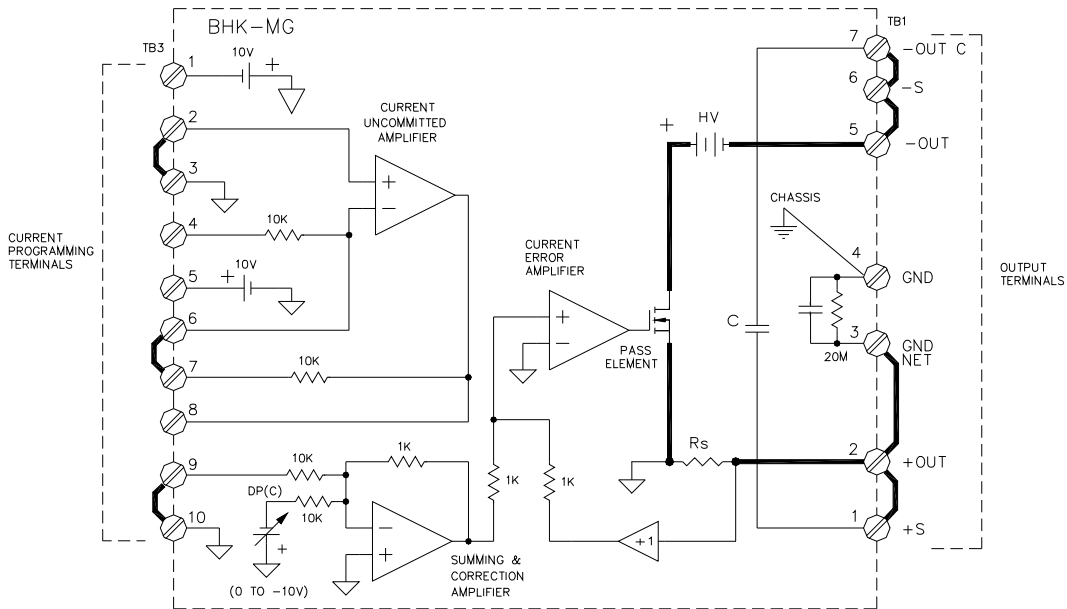 BHK-MG
TB3
TB1
1
10V
+
2
3
4
10K
5
+
10V
6
7
10K
8
9
10K
10
CURRENT
PROGRAMMING
TERMINALS
CURRENT
UNCOMMITTED
AMPLIFIER
+
−
DP(C)
10K
+
(0 TO -10V)
1K
−
+
SUMMING &
CORRECTION
AMPLIFIER
1K
1K
+1
CURRENT
ERROR
AMPLIFIER
+
−
PASS
ELEMENT
+
HV
Rs
C
CHASSIS
20M
7
-OUT C
6
-S
5
-OUT
4
GND
3
GND
NET
2
+OUT
1
+S
OUTPUT
TERMINALS